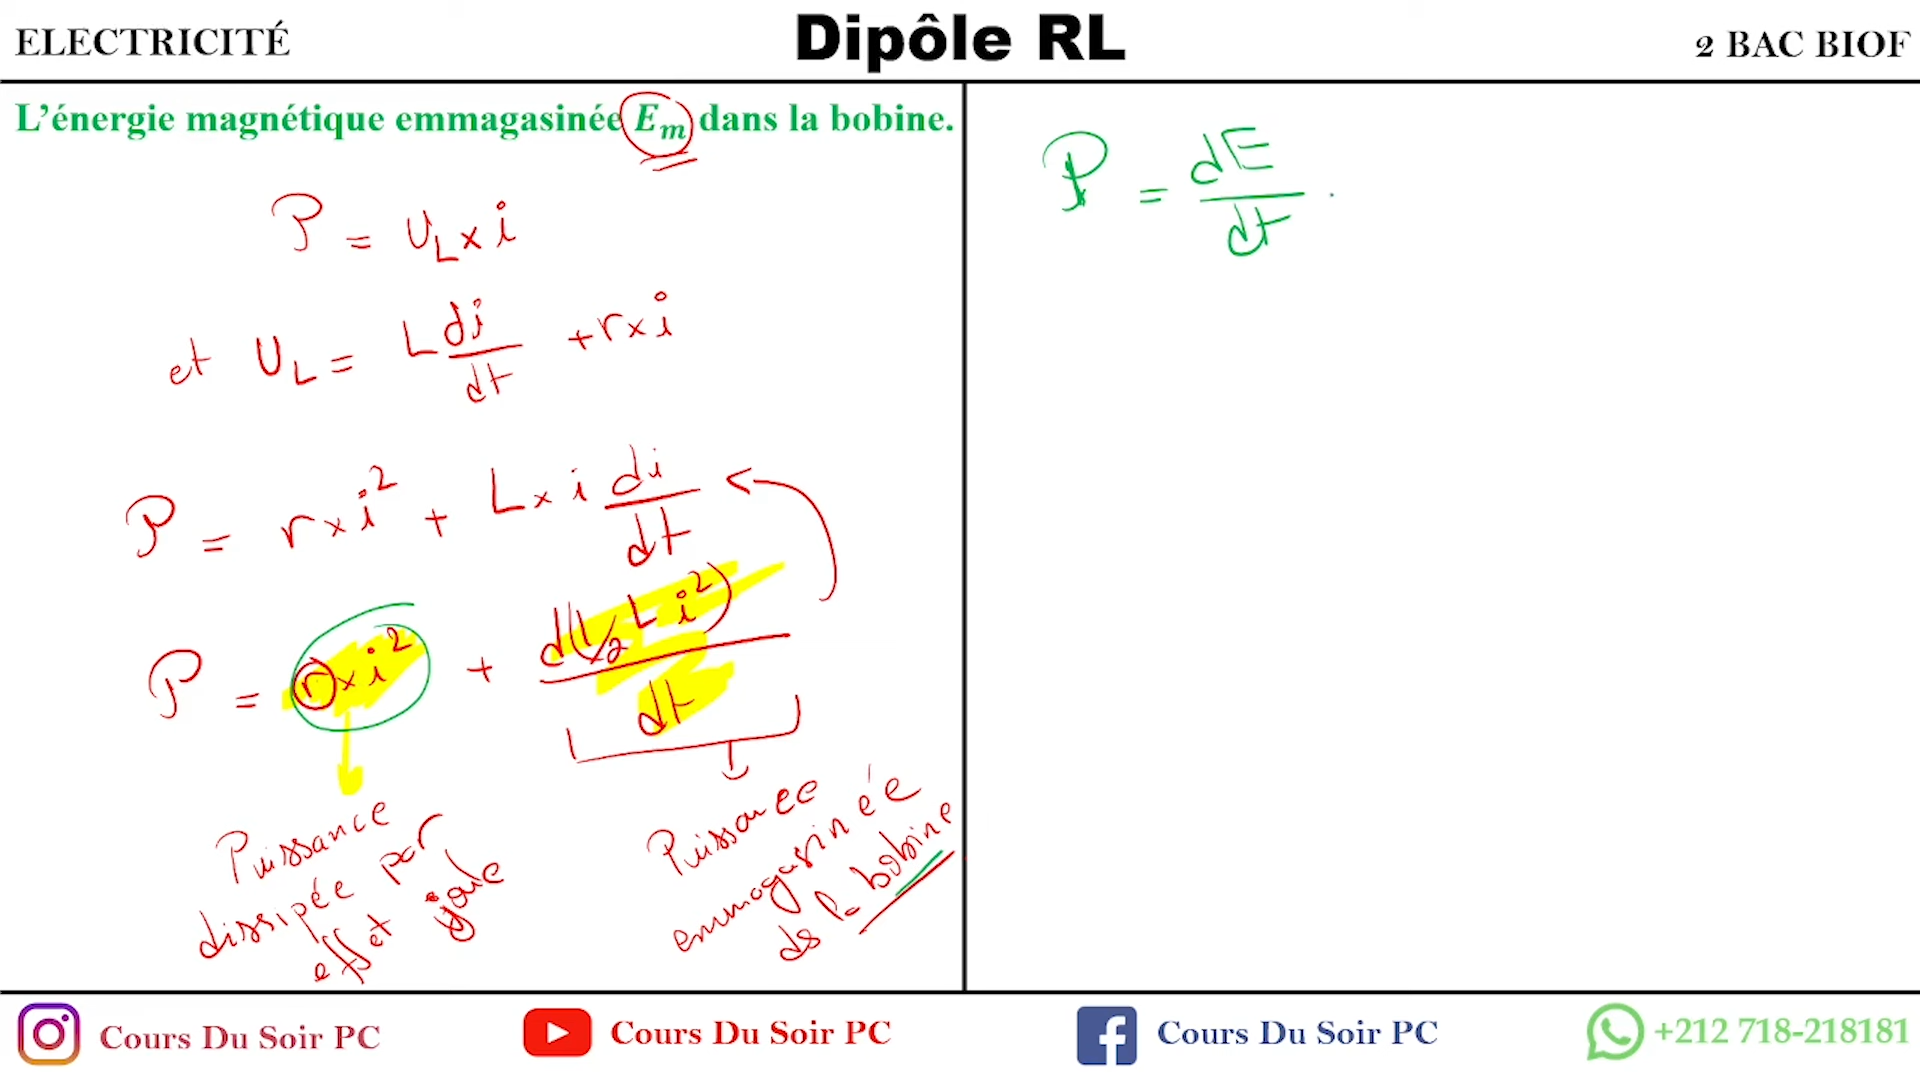 ELECTRICITÉ
Dipôle RL
2 BAC BIOF
L'énergie magnétique emmagasinée Em dans la bobine.
P = UL × i
et UL = L di/dt + r × i
P = r × i² + L × i di/dt
P = r × i² + d(1/2 L i²)/dt
Puissance
dissipée par
effet joule
Puissance
emmagasinée
ds la bobine
P = dE/dt
Cours Du Soir PC
Cours Du Soir PC
Cours Du Soir PC
+212 718-218181